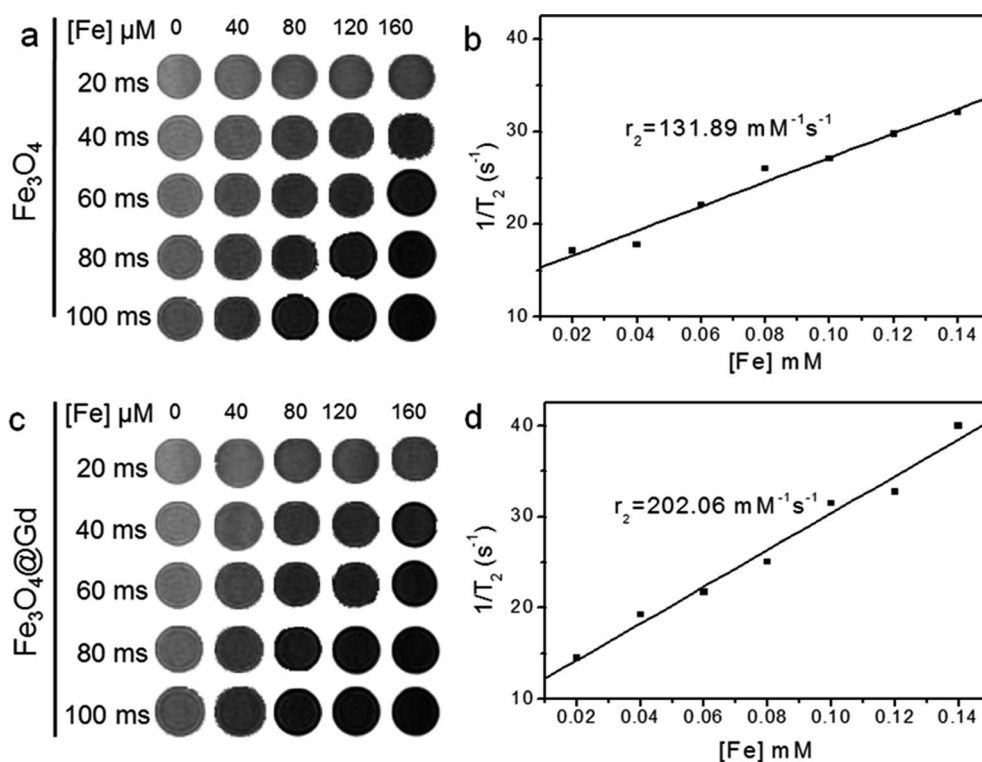 a
[Fe] µM 0 40 80 120 160
20 ms
40 ms
60 ms
80 ms
100 ms
Fe₃O₄
b
40
30
20
10
1/T₂ (s⁻¹)
r₂=131.89 mM⁻¹s⁻¹
0.02 0.04 0.06 0.08 0.10 0.12 0.14
[Fe] mM
c
[Fe] µM 0 40 80 120 160
20 ms
40 ms
60 ms
80 ms
100 ms
Fe₃O₄@Gd
d
40
30
20
10
1/T₂ (s⁻¹)
r₂=202.06 mM⁻¹s⁻¹
0.02 0.04 0.06 0.08 0.10 0.12 0.14
[Fe] mM